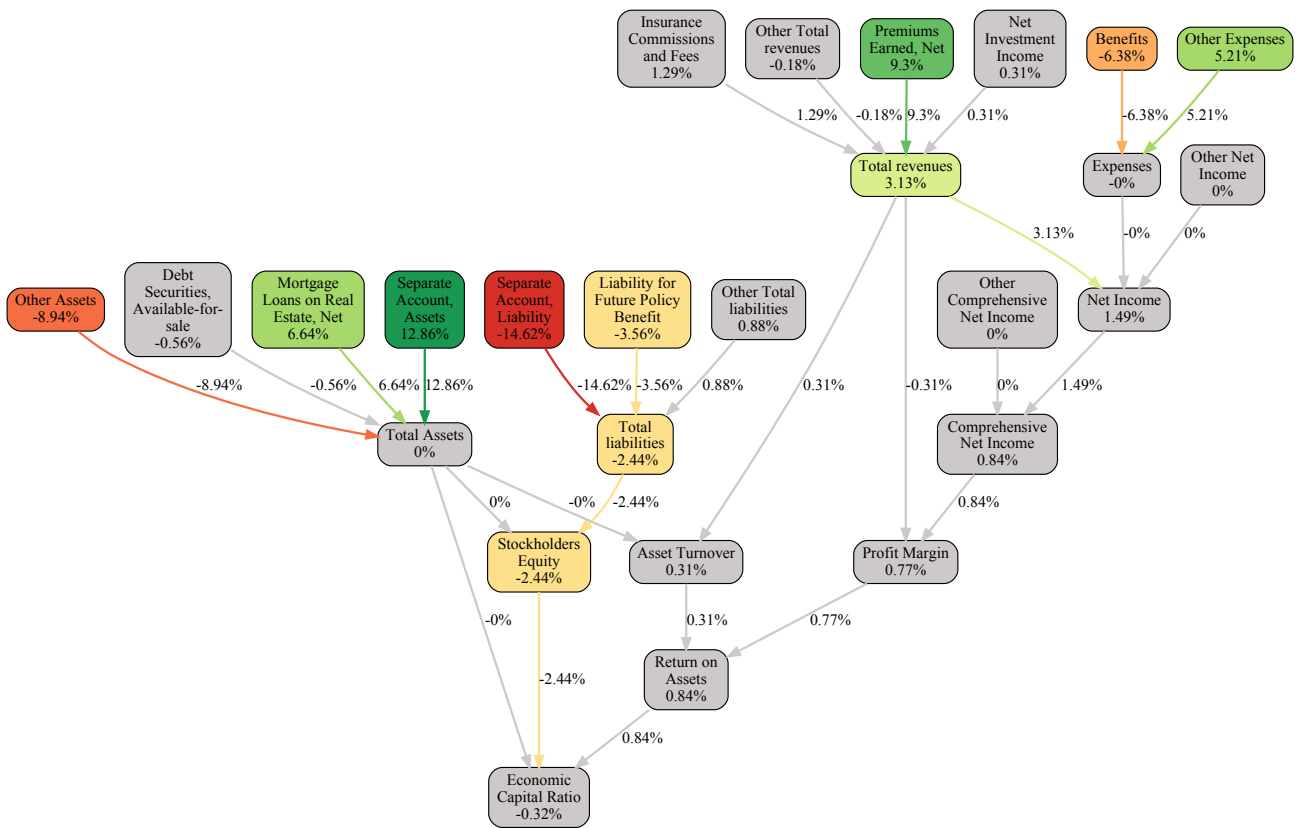 Insurance
Commissions
and Fees
1.29%
Other Total
revenues
-0.18%
Premiums
Earned, Net
9.3%
Net
Investment
Income
0.31%
Benefits
-6.38%
Other Expenses
5.21%
1.29%
-0.18%
9.3%
0.31%
-6.38%
5.21%
Total revenues
3.13%
Expenses
-0%
Other Net
Income
0%
3.13%
-0%
0%
Other Assets
-8.94%
Debt
Securities,
Available-for-
sale
-0.56%
Mortgage
Loans on Real
Estate, Net
6.64%
Separate
Account,
Assets
12.86%
Separate
Account,
Liability
-14.62%
Liability for
Future Policy
Benefit
-3.56%
Other Total
liabilities
0.88%
Other
Comprehensive
Net Income
0%
Net Income
1.49%
-8.94%
-0.56%
6.64%
12.86%
-14.62%
-3.56%
0.88%
0.31%
-0.31%
0%
1.49%
Total Assets
0%
Total
liabilities
-2.44%
Comprehensive
Net Income
0.84%
0%
-0%
-2.44%
0.84%
Stockholders
Equity
-2.44%
Asset Turnover
0.31%
Profit Margin
0.77%
-0%
0.31%
0.77%
-2.44%
Return on
Assets
0.84%
0.84%
Economic
Capital Ratio
-0.32%